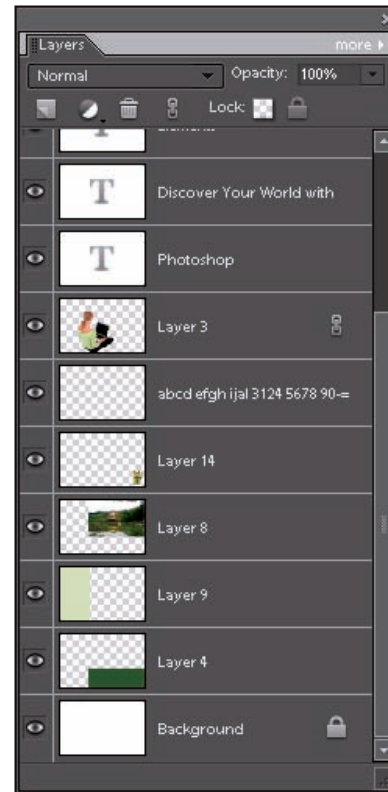 Layers
more
Normal
Opacity: 100%
Lock:
T
Discover Your World with
T
Photoshop
Layer 3
abcd efgh ijal 3124 5678 90-=
Layer 14
Layer 8
Layer 9
Layer 4
Background